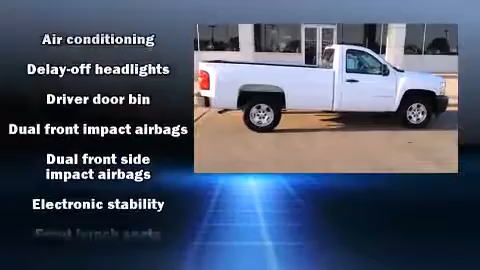 Air conditioning
Delay-off headlights
Driver door bin
Dual front impact airbags
Dual front side
impact airbags
Electronic stability